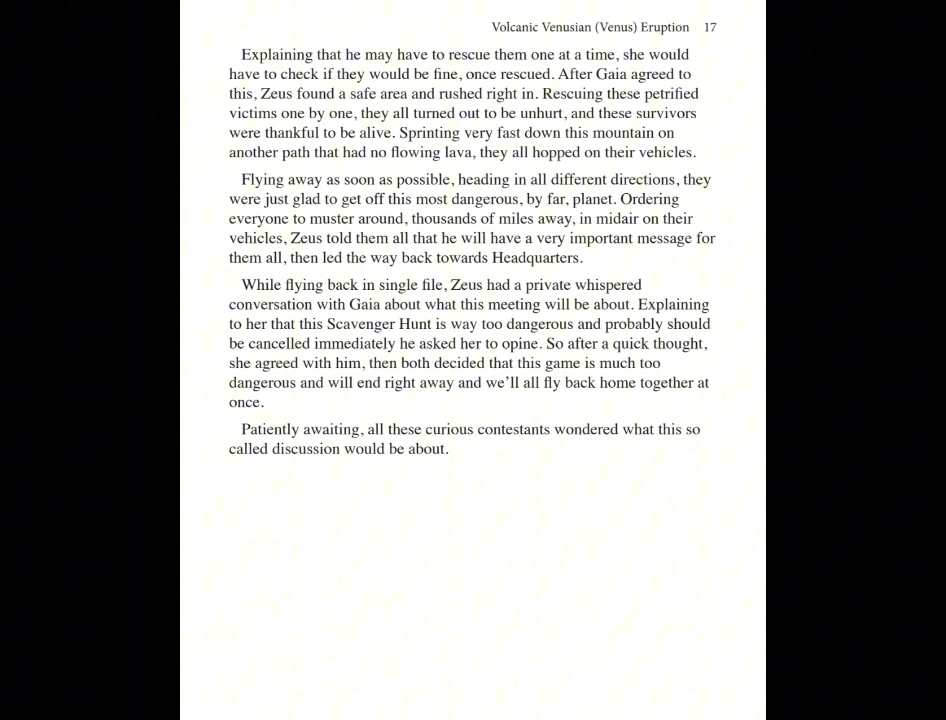 Volcanic Venusian (Venus) Eruption 17
Explaining that he may have to rescue them one at a time, she would
have to check if they would be fine, once rescued. After Gaia agreed to
this, Zeus found a safe area and rushed right in. Rescuing these petrified
victims one by one, they all turned out to be unhurt, and these survivors
were thankful to be alive. Sprinting very fast down this mountain on
another path that had no flowing lava, they all hopped on their vehicles.
Flying away as soon as possible, heading in all different directions, they
were just glad to get off this most dangerous, by far, planet. Ordering
everyone to muster around, thousands of miles away, in midair on their
vehicles, Zeus told them all that he will have a very important message for
them all, then led the way back towards Headquarters.
While flying back in single file, Zeus had a private whispered
conversation with Gaia about what this meeting will be about. Explaining
to her that this Scavenger Hunt is way too dangerous and probably should
be cancelled immediately he asked her to opine. So after a quick thought,
she agreed with him, then both decided that this game is much too
dangerous and will end right away and we’ll all fly back home together at
once.
Patiently awaiting, all these curious contestants wondered what this so
called discussion would be about.